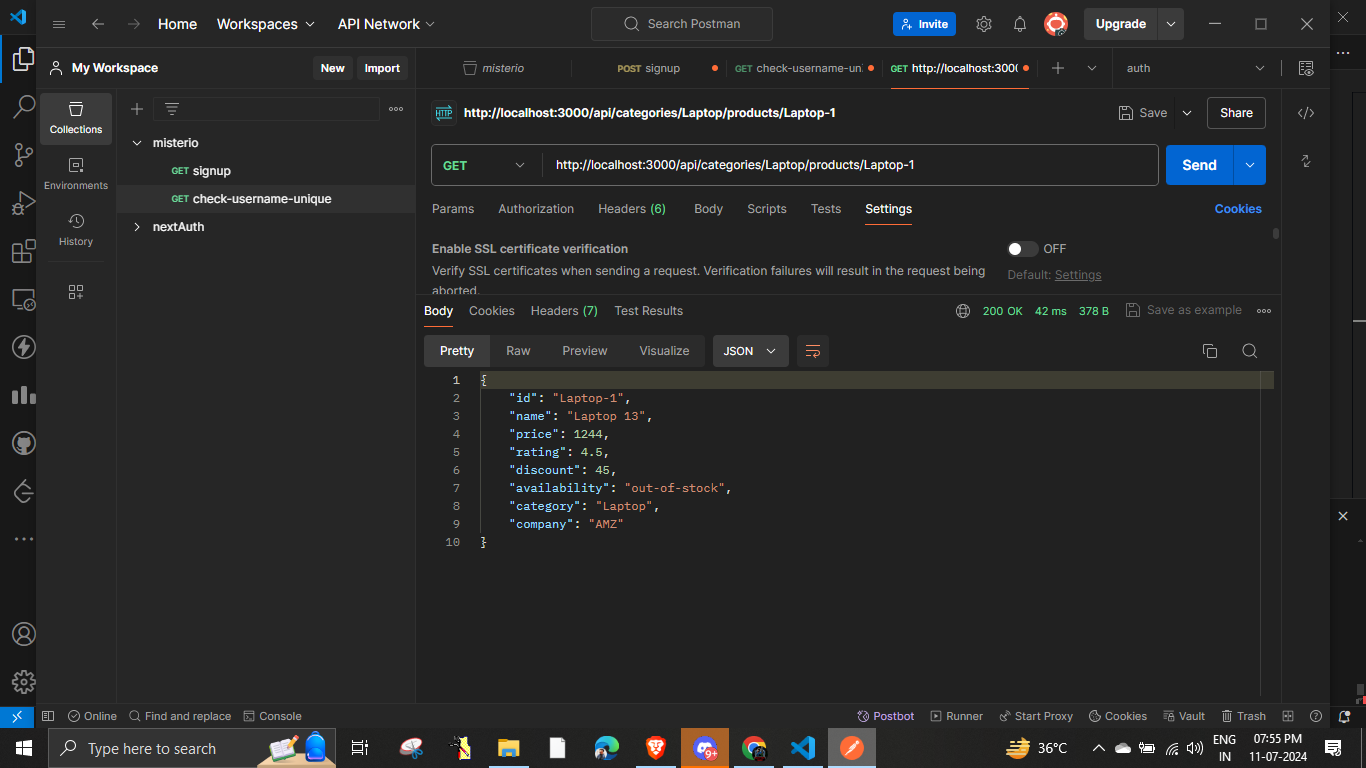 Home
Workspaces
API Network
Search Postman
Invite
Upgrade
My Workspace
New
Import
misterio
POST signup
GET check-username-un
GET http://localhost:300
auth
Collections
Environments
History
misterio
GET signup
GET check-username-unique
nextAuth
HTTP
http://localhost:3000/api/categories/Laptop/products/Laptop-1
Save
Share
GET
http://localhost:3000/api/categories/Laptop/products/Laptop-1
Send
Params
Authorization
Headers (6)
Body
Scripts
Tests
Settings
Cookies
Enable SSL certificate verification
OFF
Verify SSL certificates when sending a request. Verification failures will result in the request being
aborted.
Default: Settings
Body
Cookies
Headers (7)
Test Results
200 OK
42 ms
378 B
Save as example
Pretty
Raw
Preview
Visualize
JSON
1 {
2 "id": "Laptop-1",
3 "name": "Laptop 13",
4 "price": 1244,
5 "rating": 4.5,
6 "discount": 45,
7 "availability": "out-of-stock",
8 "category": "Laptop",
9 "company": "AMZ"
10 }
Online
Find and replace
Console
Postbot
Runner
Start Proxy
Cookies
Vault
Trash
Type here to search
9+
36°C
ENG
IN
07:55 PM
11-07-2024